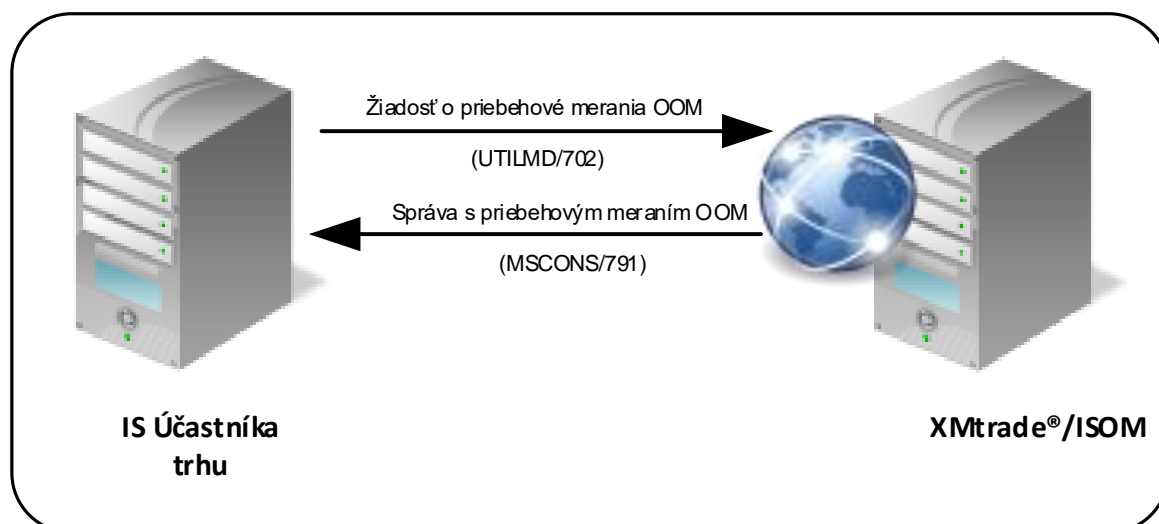 Žiadosť o priebehové merania OOM
(UTILMD/702)
Správa s priebehovým meraním OOM
(MSCONS/791)
IS Účastníka
trhu
XMtrade®/ISOM